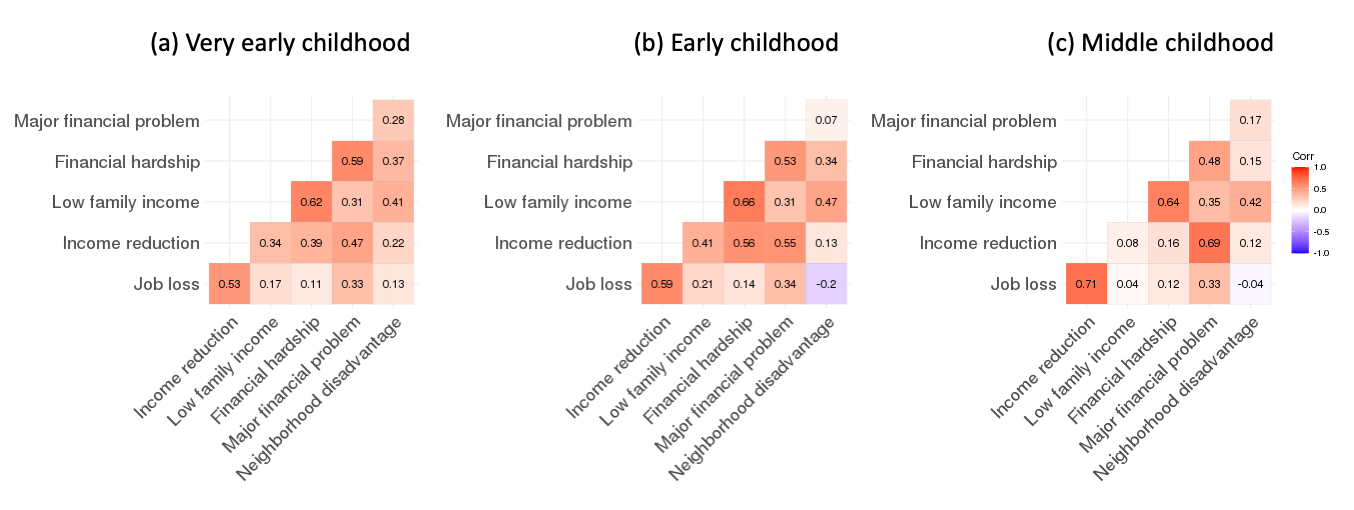 (a) Very early childhood
Major financial problem 0.28
Financial hardship 0.59 0.37
Low family income 0.62 0.31 0.41
Income reduction 0.34 0.39 0.47 0.22
Job loss 0.53 0.17 0.11 0.33 0.13
Income reduction
Low family income
Financial hardship
Major financial problem
Neighborhood disadvantage
(b) Early childhood
Major financial problem 0.07
Financial hardship 0.53 0.34
Low family income 0.66 0.31 0.47
Income reduction 0.41 0.56 0.55 0.13
Job loss 0.59 0.21 0.14 0.34 -0.2
Income reduction
Low family income
Financial hardship
Major financial problem
Neighborhood disadvantage
(c) Middle childhood
Major financial problem 0.17
Financial hardship 0.48 0.15
Low family income 0.64 0.35 0.42
Income reduction 0.08 0.16 0.69 0.12
Job loss 0.71 0.04 0.12 0.33 -0.04
Income reduction
Low family income
Financial hardship
Major financial problem
Neighborhood disadvantage
Corr
1.0
0.5
0.0
-0.5
-1.0